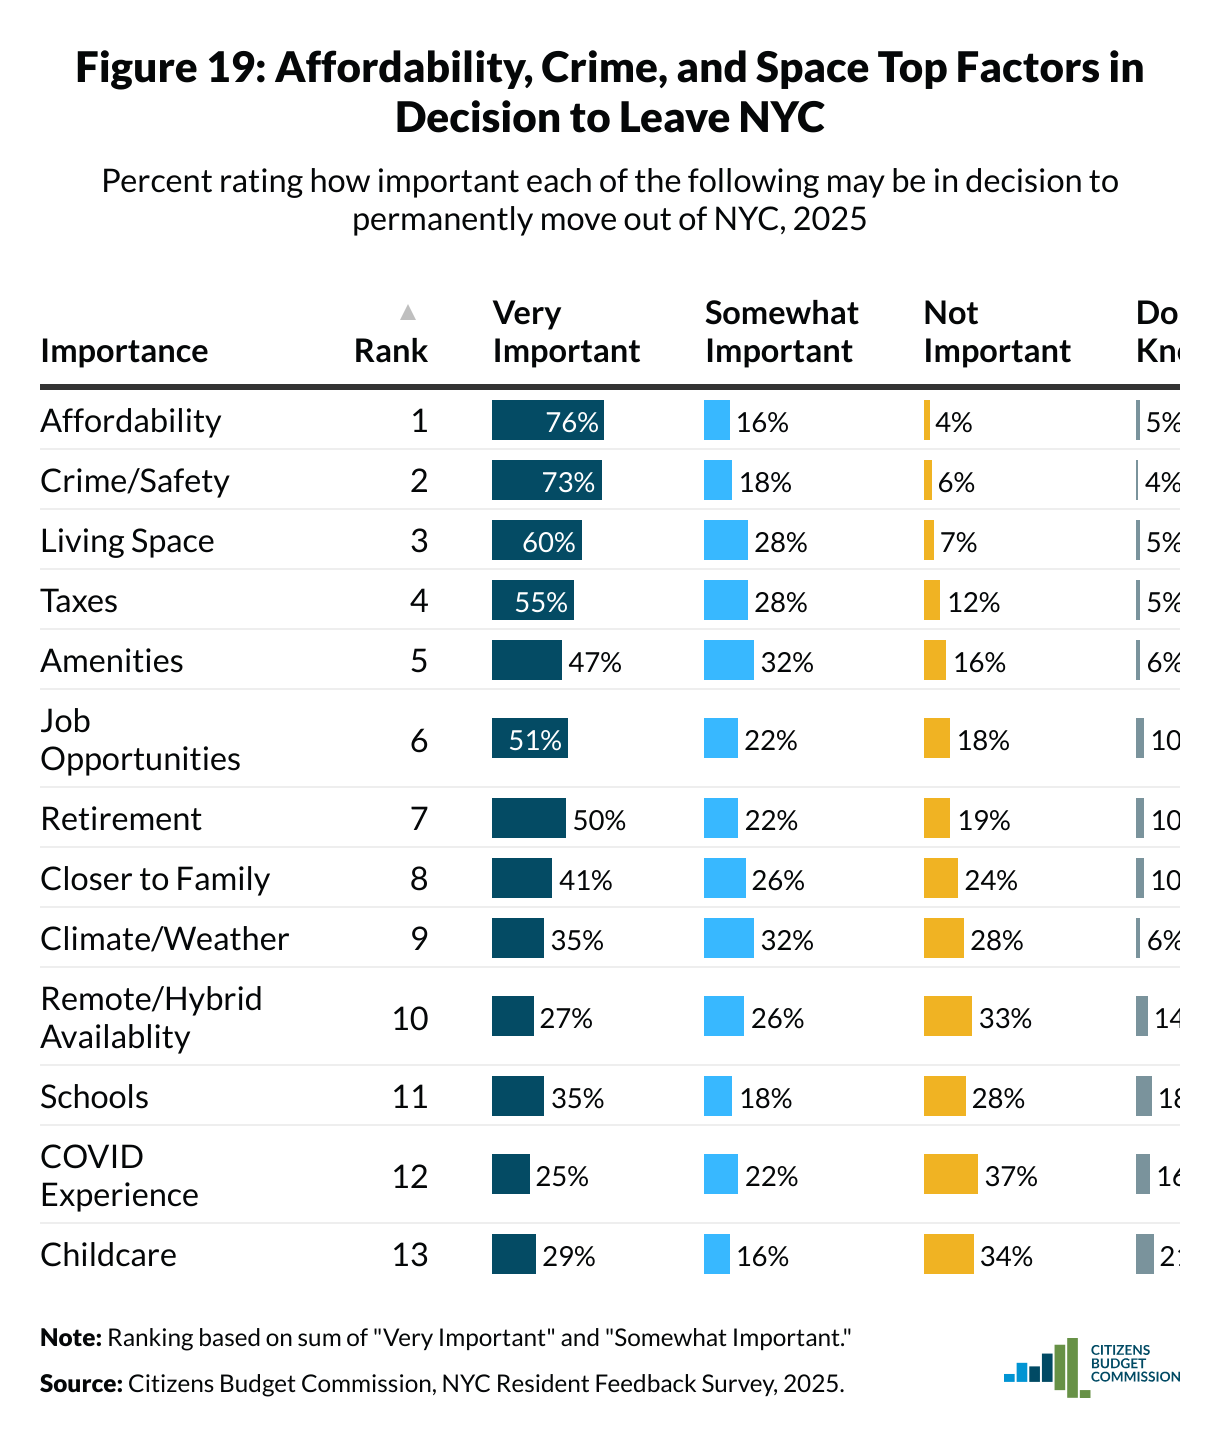 Figure 19: Affordability, Crime, and Space Top Factors in
Decision to Leave NYC
Percent rating how important each of the following may be in decision to
permanently move out of NYC, 2025
Importance ▲ Rank Very Important Somewhat Important Not Important
Affordability 1 76% 16% 4% 5%
Crime/Safety 2 73% 18% 6% 4%
Living Space 3 60% 28% 7% 5%
Taxes 4 55% 28% 12% 5%
Amenities 5 47% 32% 16% 6%
Job
Opportunities 6 51% 22% 18% 10
Retirement 7 50% 22% 19% 10
Closer to Family 8 41% 26% 24% 10
Climate/Weather 9 35% 32% 28% 6%
Remote/Hybrid
Availablity 10 27% 26% 33% 14
Schools 11 35% 18% 28% 18
COVID
Experience 12 25% 22% 37% 16
Childcare 13 29% 16% 34% 21
Note: Ranking based on sum of "Very Important" and "Somewhat Important."
Source: Citizens Budget Commission, NYC Resident Feedback Survey, 2025.
CITIZENS
BUDGET
COMMISSION